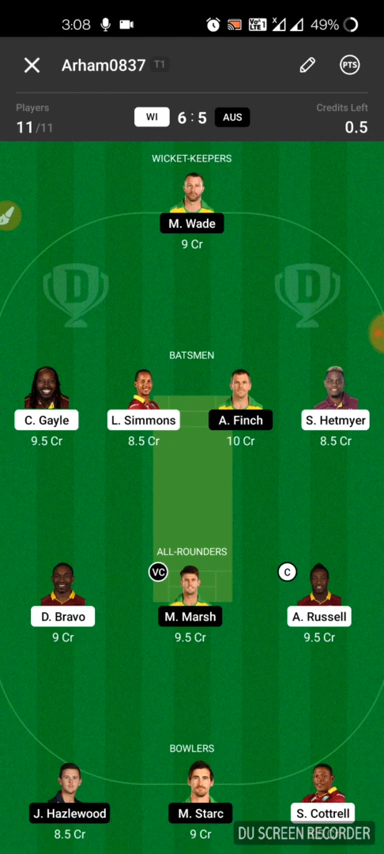 3:08 Vo) LTE1 X 49%
Arham0837 T1 PTS
Players Credits Left
11/11 WI 6 : 5 AUS 0.5
WICKET-KEEPERS
M. Wade
9 Cr
D D
BATSMEN
C. Gayle L. Simmons A. Finch S. Hetmyer
9.5 Cr 8.5 Cr 10 Cr 8.5 Cr
ALL-ROUNDERS
VC C
D. Bravo M. Marsh A. Russell
9 Cr 9.5 Cr 9.5 Cr
BOWLERS
J. Hazlewood M. Starc S. Cottrell
8.5 Cr 9 Cr
DU SCREEN RECORDER